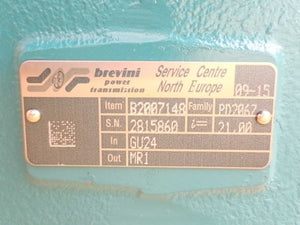 brevini Service Centre
power North Europe 09-15
transmission
Item B2007148 Family PD2062
S.N. 2815860 i= 21.00
In GU24
Out MR1